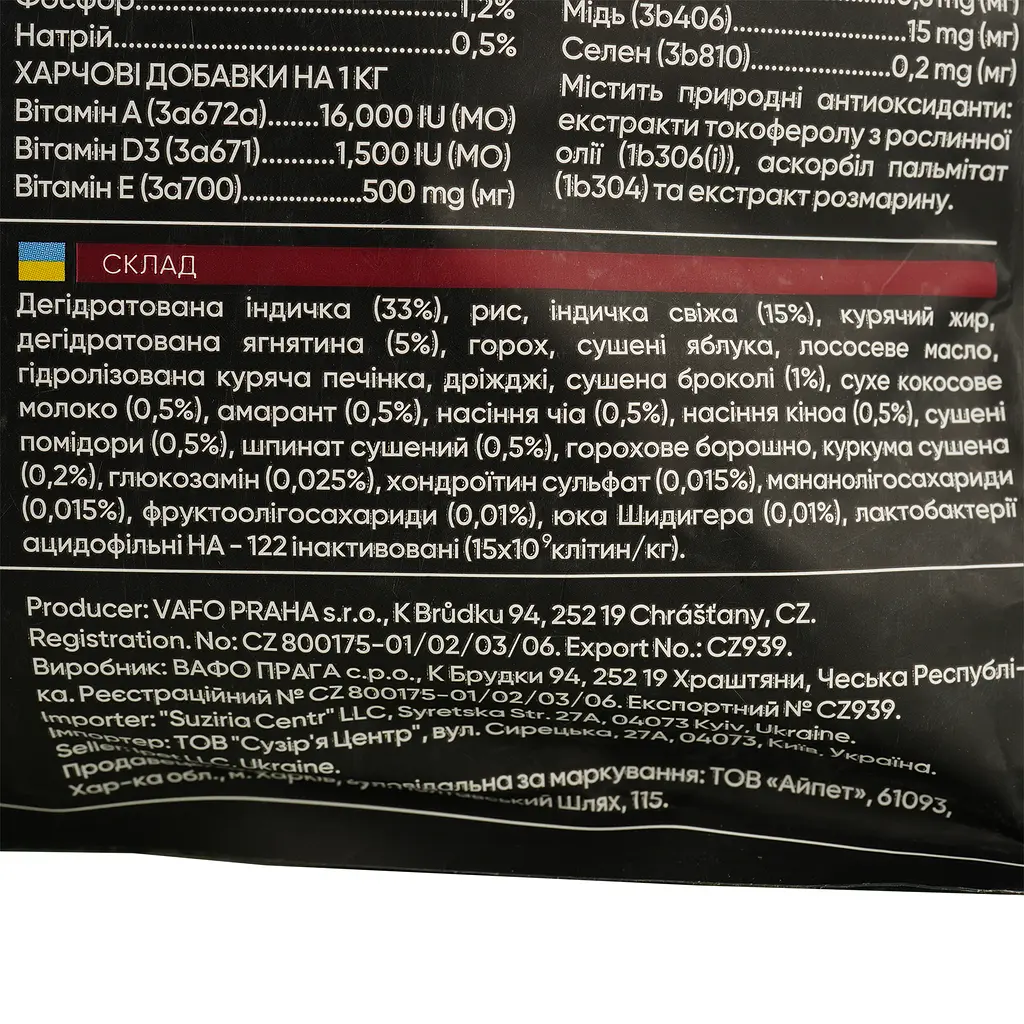 Фосфор...1,2%
Натрій...0,5%
ХАРЧОВІ ДОБАВКИ НА 1 КГ
Вітамін А (3а672а)...16,000 IU (МО)
Вітамін D3 (3а671)...1,500 IU (МО)
Вітамін Е (3а700)...500 mg (мг)
Мідь (3b406)...15 mg (мг)
Селен (3b810)...0,2 mg (мг)
Містить природні антиоксиданти:
екстракти токоферолу з рослинної
олії (1b306(i)), аскорбіл пальмітат
(1b304) та екстракт розмарину.
СКЛАД
Дегідратована індичка (33%), рис, індичка свіжа (15%), курячий жир,
дегідратована ягнятина (5%), горох, сушені яблука, лососеве масло,
гідролізована куряча печінка, дріжджі, сушена броколі (1%), сухе кокосове
молоко (0,5%), амарант (0,5%), насіння чіа (0,5%), насіння кіноа (0,5%), сушені
помідори (0,5%), шпинат сушений (0,5%), горохове борошно, куркума сушена
(0,2%), глюкозамін (0,025%), хондроїтин сульфат (0,015%), мананолігосахариди
(0,015%), фруктоолігосахариди (0,01%), юка Шидигера (0,01%), лактобактерії
ацидофільні НА – 122 інактивовані (15х10⁹клітин/кг).
Producer: VAFO PRAHA s.r.o., K Brůdku 94, 252 19 Chrášťany, CZ.
Registration. No: CZ 800175-01/02/03/06. Export No.: CZ939.
Виробник: ВАФО ПРАГА с.р.о., К Брудки 94, 252 19 Храштяни, Чеська Республі-
ка. Реєстраційний № CZ 800175-01/02/03/06. Експортний № CZ939.
Importer: "Suziria Centr" LLC, Syretska Str. 27A, 04073 Kyiv, Ukraine.
Імпортер: ТОВ "Сузір'я Центр", вул. Сирецька, 27А, 04073, Київ, Україна.
LLC, Ukraine.
за маркування: ТОВ «Айпет», 61093,
Хар-ка обл., м. Шлях, 115.